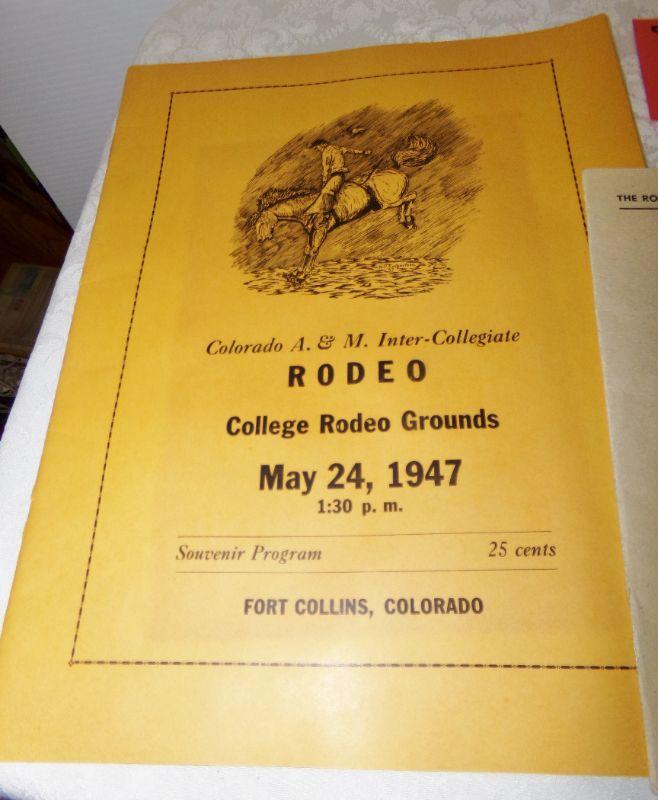 Colorado A. & M. Inter-Collegiate
RODEO
College Rodeo Grounds
May 24, 1947
1:30 p. m.
Souvenir Program 25 cents
FORT COLLINS, COLORADO
THE RO